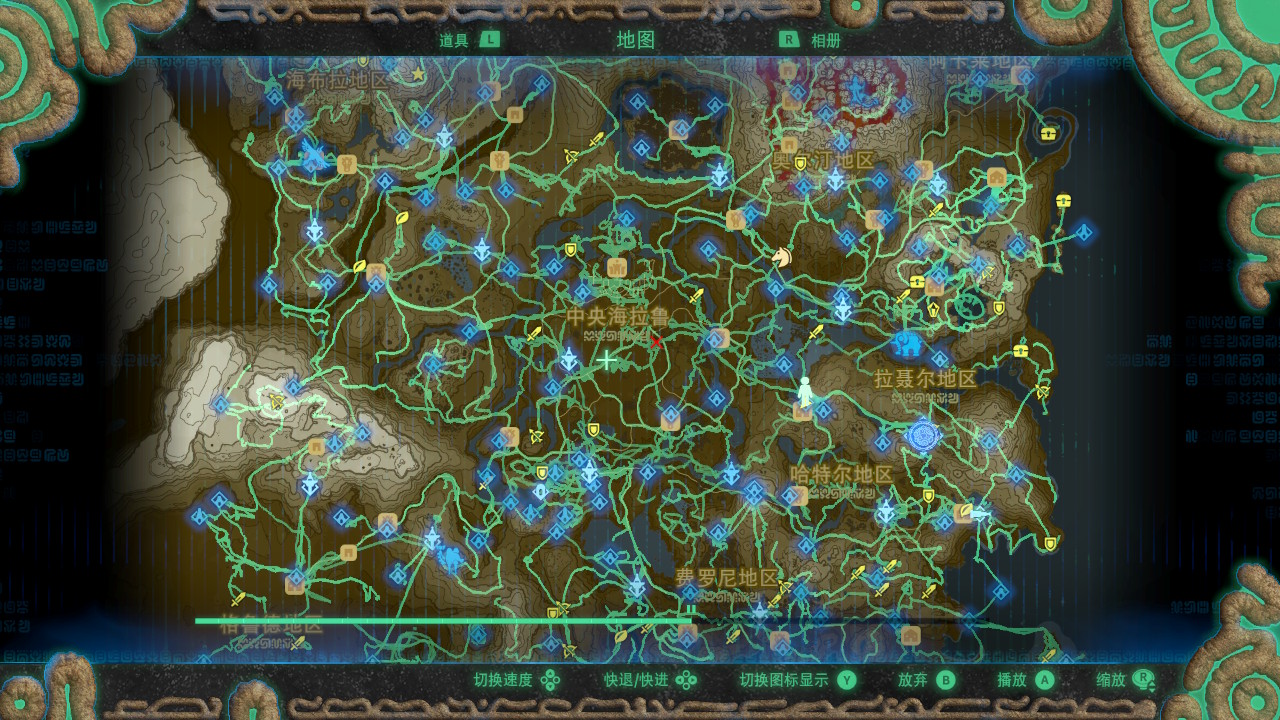 道具 L
地图
R 相册
海布拉地区
阿卡莱地区
奥尔汀地区
中央海拉鲁
拉聂尔地区
哈特尔地区
费罗尼地区
格鲁德地区
切换速度
快退/快进
切换图标显示 Y
放弃 B
播放 A
缩放 R